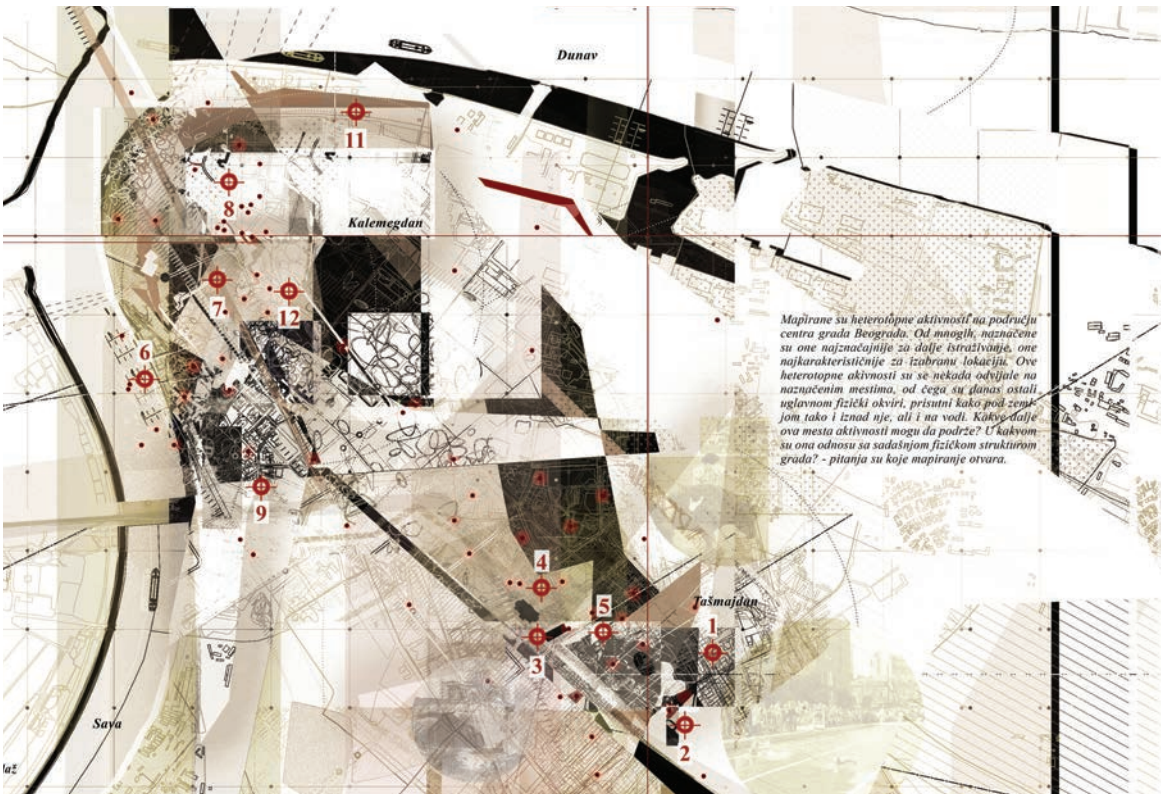 Dunav
11
8
Kalemegdan
7
12
Mapirane su heterotopne aktivnosti na području
centra grada Beograda. Od mnogih, naznačene
su one najznačajnije za dalje istraživanje, one
najkarakterističnije za izabranu lokaciju. Ove
heterotopne akivnosti su se nekada odvijale na
naznačenim mestima, od čega su danas ostali
uglavnom fizički okviri, prisutni kako pod zeml-
jom tako i iznad nje, ali i na vodi. Kakve dalje
ova mesta aktivnosti mogu da podrže? U kakvom
su ona odnosu sa sadašnjom fizičkom strukturom
grada? - pitanja su koje mapiranje otvara.
6
9
4
Tašmajdan
5
1
3
2
Sava
laž